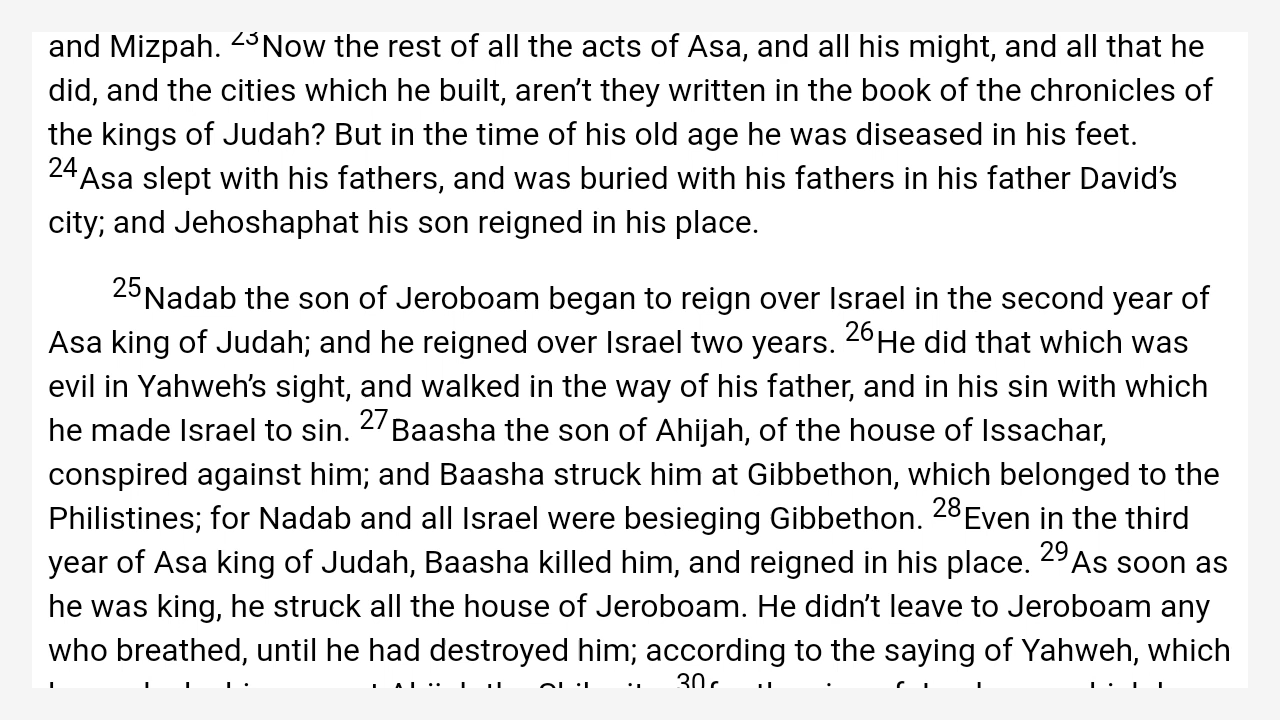 and Mizpah. 23Now the rest of all the acts of Asa, and all his might, and all that he
did, and the cities which he built, aren’t they written in the book of the chronicles of
the kings of Judah? But in the time of his old age he was diseased in his feet.
24Asa slept with his fathers, and was buried with his fathers in his father David’s
city; and Jehoshaphat his son reigned in his place.
25Nadab the son of Jeroboam began to reign over Israel in the second year of
Asa king of Judah; and he reigned over Israel two years. 26He did that which was
evil in Yahweh’s sight, and walked in the way of his father, and in his sin with which
he made Israel to sin. 27Baasha the son of Ahijah, of the house of Issachar,
conspired against him; and Baasha struck him at Gibbethon, which belonged to the
Philistines; for Nadab and all Israel were besieging Gibbethon. 28Even in the third
year of Asa king of Judah, Baasha killed him, and reigned in his place. 29As soon as
he was king, he struck all the house of Jeroboam. He didn’t leave to Jeroboam any
who breathed, until he had destroyed him; according to the saying of Yahweh, which
30